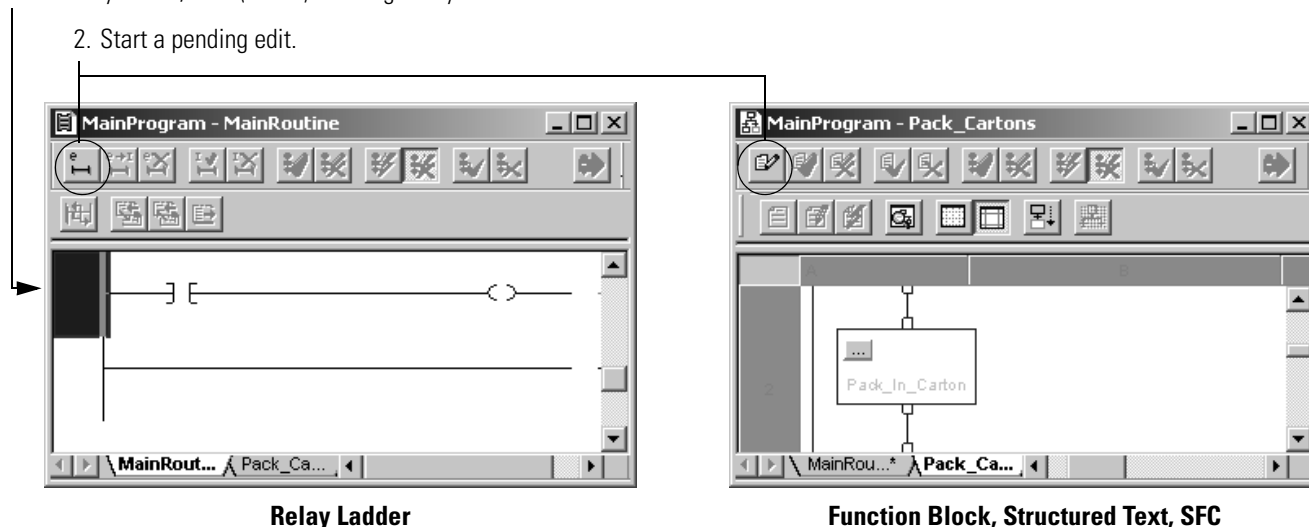 2. Start a pending edit.
MainProgram - MainRoutine
MainProgram - Pack_Cartons
A
B
...
Pack_In_Carton
2
MainRout...
Pack_Ca...
MainRou...*
Pack_Ca...
Relay Ladder
Function Block, Structured Text, SFC